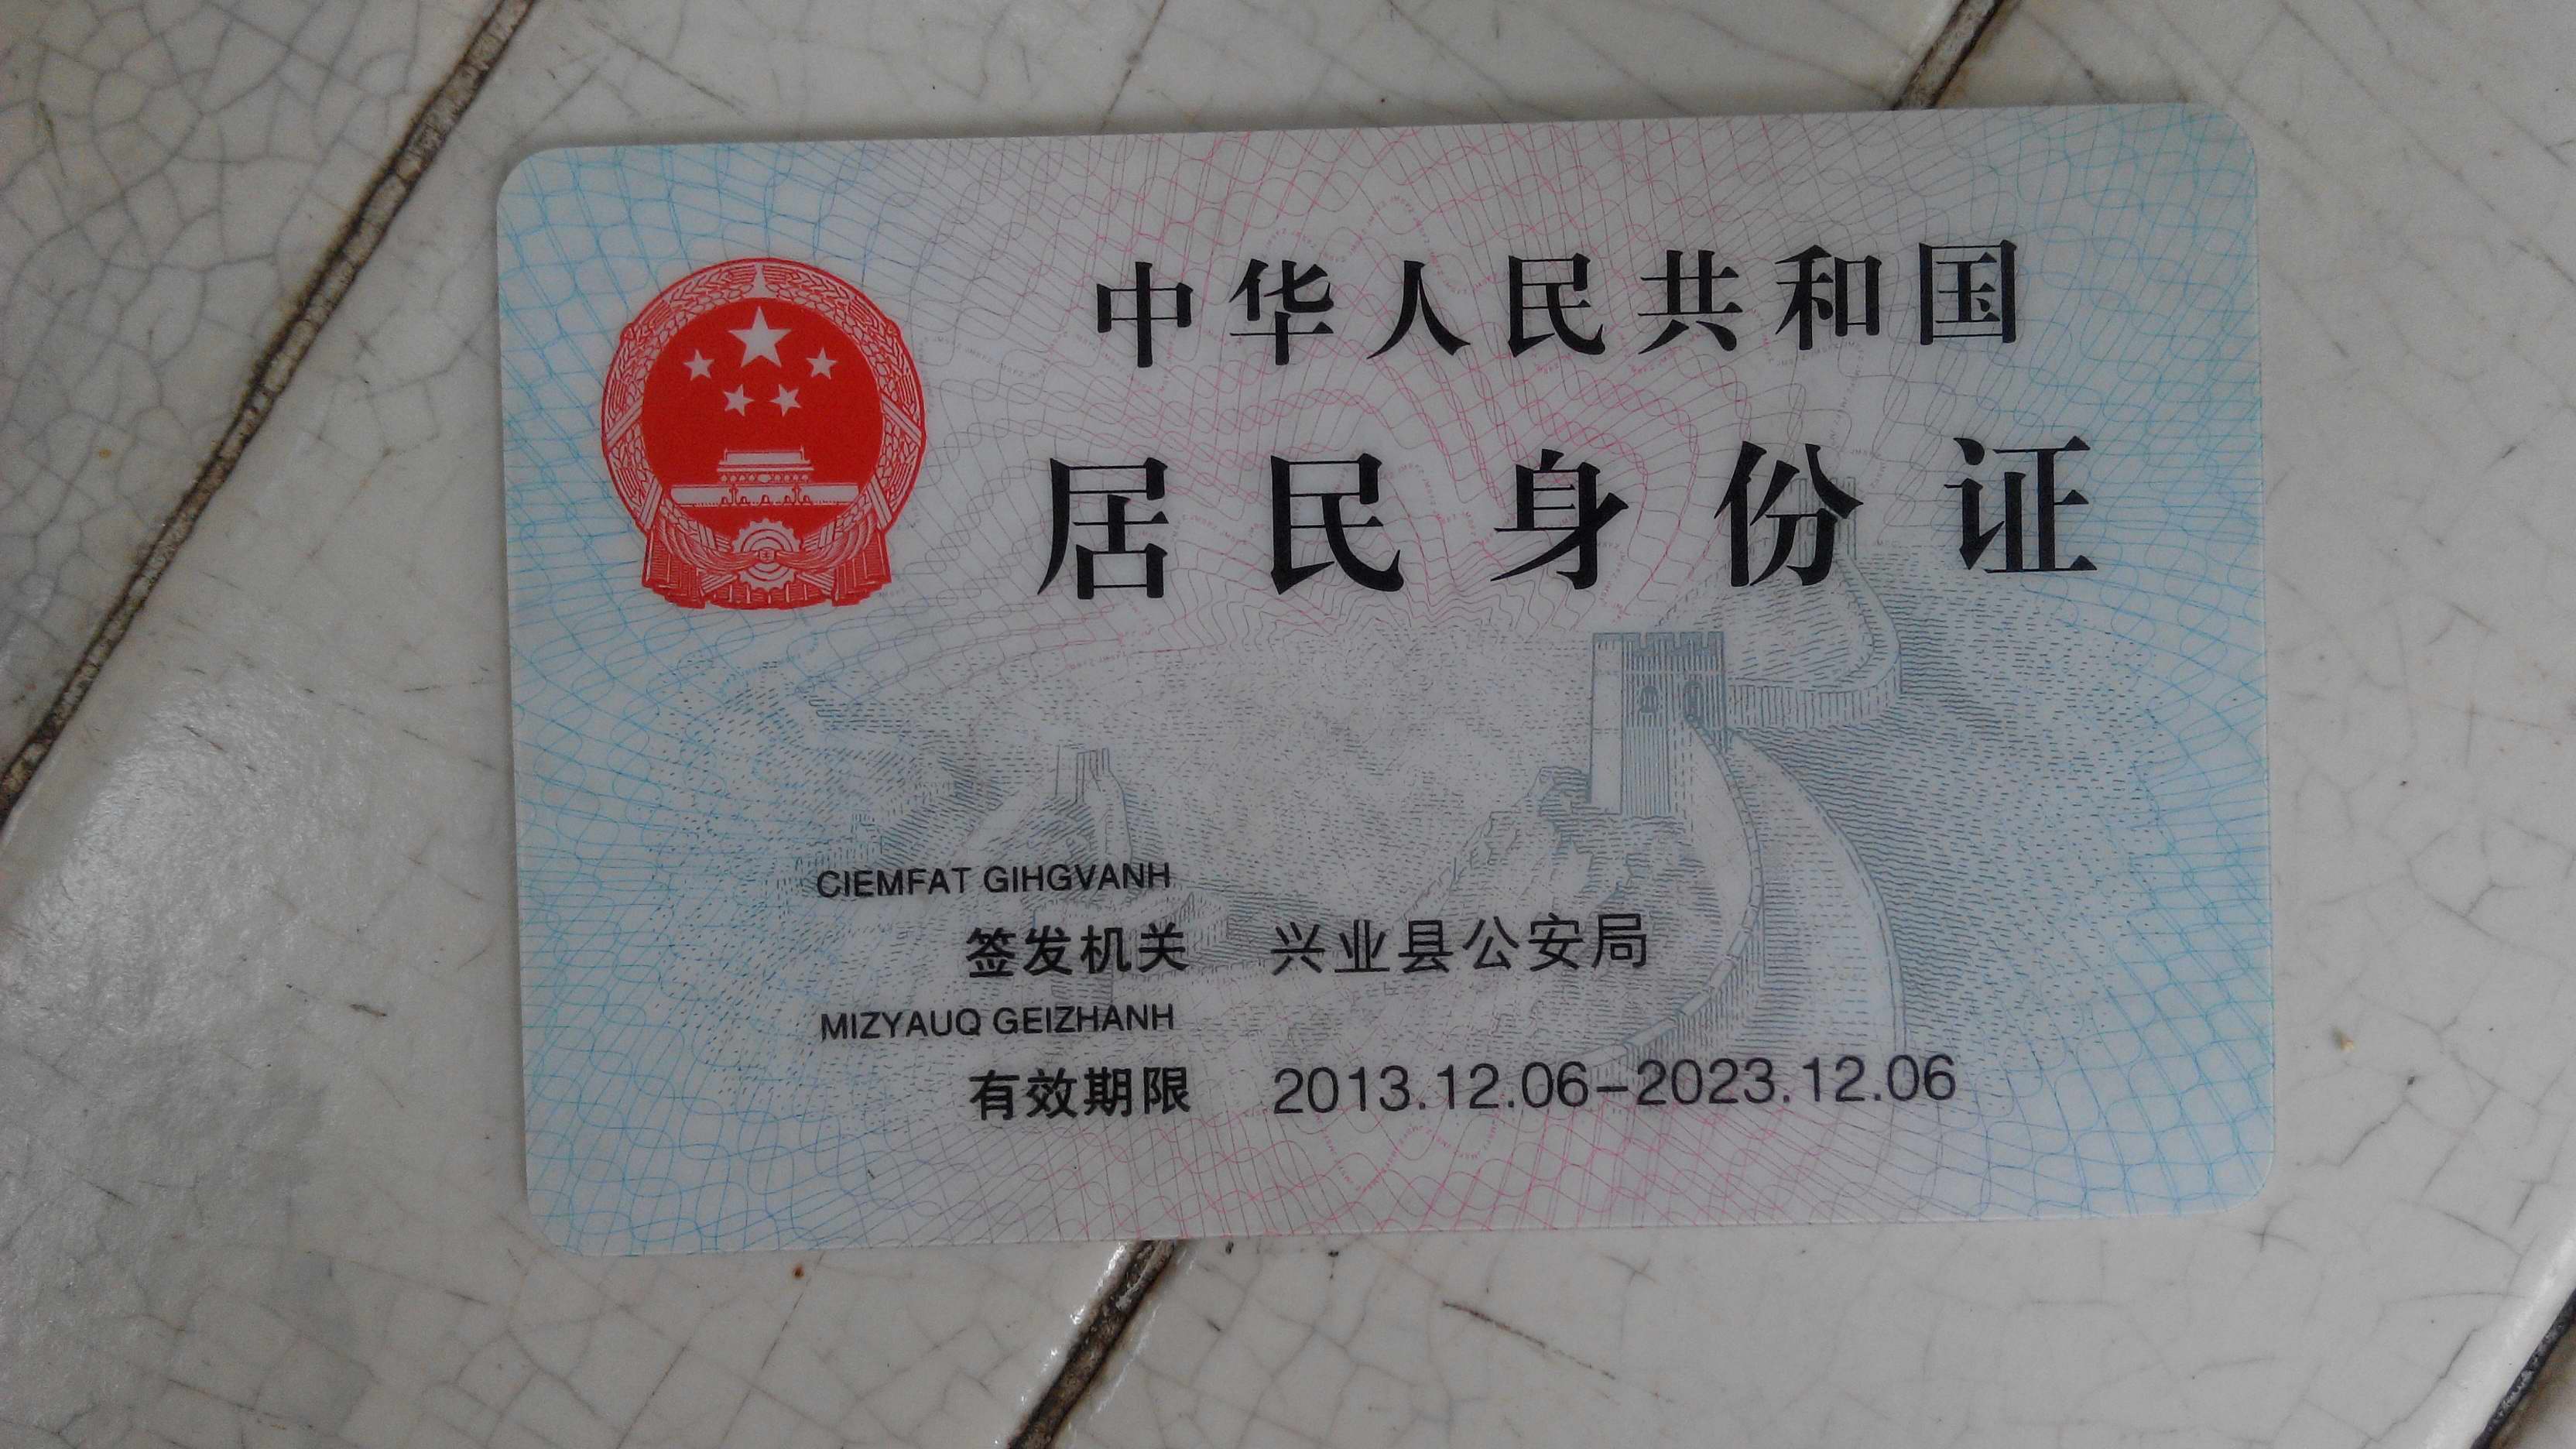 中华人民共和国
居民身份证
CIEMFAT GIHGVANH
签发机关 兴业县公安局
MIZYAUQ GEIZHANH
有效期限 2013.12.06-2023.12.06